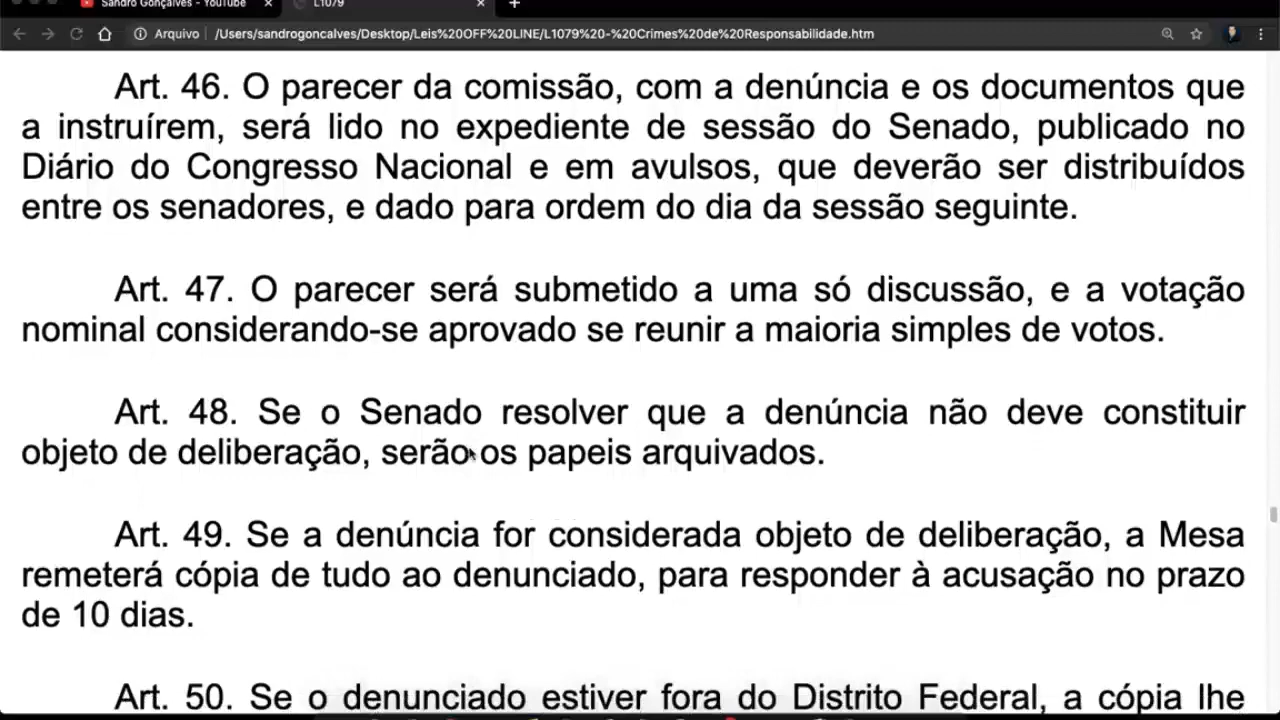 Sandro Gonçalves - YouTube
L1079
Arquivo /Users/sandrogoncalves/Desktop/Leis%20OFF%20LINE/L1079%20-%20Crimes%20de%20Responsabilidade.htm
Art. 46. O parecer da comissão, com a denúncia e os documentos que
a instruírem, será lido no expediente de sessão do Senado, publicado no
Diário do Congresso Nacional e em avulsos, que deverão ser distribuídos
entre os senadores, e dado para ordem do dia da sessão seguinte.
Art. 47. O parecer será submetido a uma só discussão, e a votação
nominal considerando-se aprovado se reunir a maioria simples de votos.
Art. 48. Se o Senado resolver que a denúncia não deve constituir
objeto de deliberação, serão os papeis arquivados.
Art. 49. Se a denúncia for considerada objeto de deliberação, a Mesa
remeterá cópia de tudo ao denunciado, para responder à acusação no prazo
de 10 dias.
Art. 50. Se o denunciado estiver fora do Distrito Federal, a cópia lhe